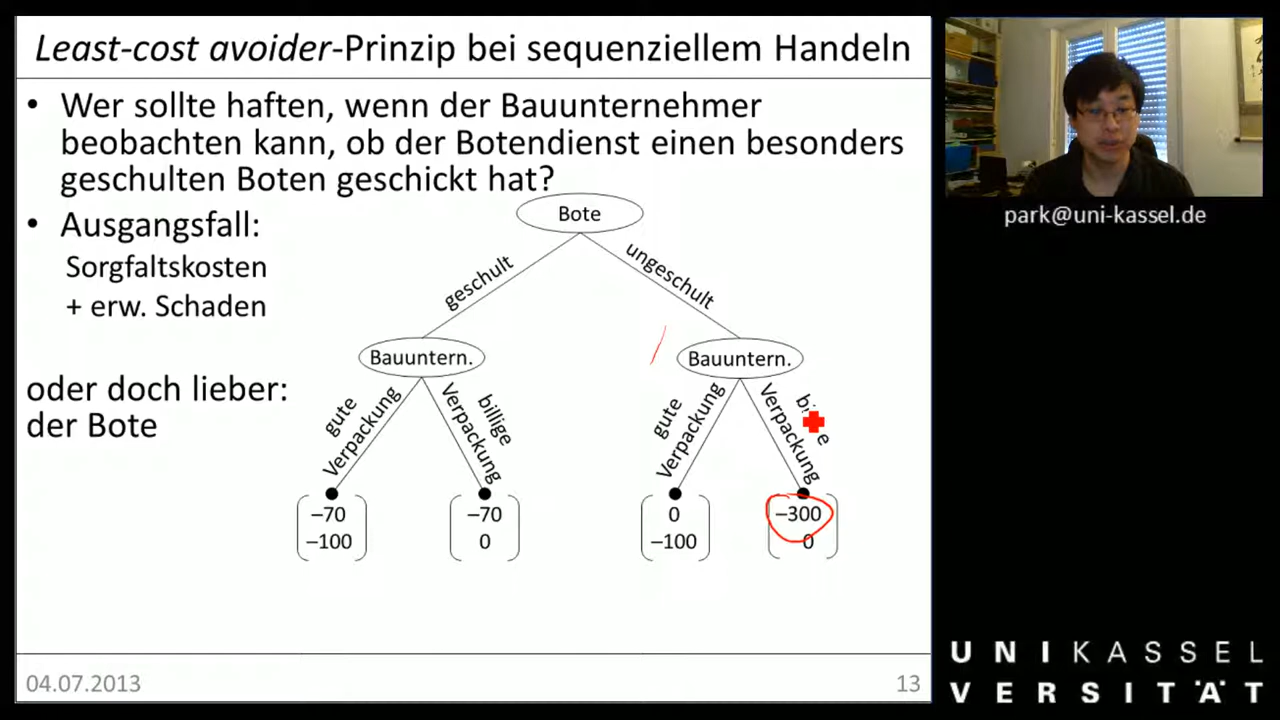 Least-cost avoider-Prinzip bei sequenziellem Handeln
• Wer sollte haften, wenn der Bauunternehmer
beobachten kann, ob der Botendienst einen besonders
geschulten Boten geschickt hat?
• Ausgangsfall:
Sorgfaltskosten
+ erw. Schaden
oder doch lieber:
der Bote
Bote
geschult
ungeschult
Bauuntern.
Bauuntern.
gute
Verpackung
billige
Verpackung
gute
Verpackung
Verpackung
–70
–100
–70
0
0
–100
–300
0
04.07.2013
13
park@uni-kassel.de
UNIKASSEL
VERSITÄT